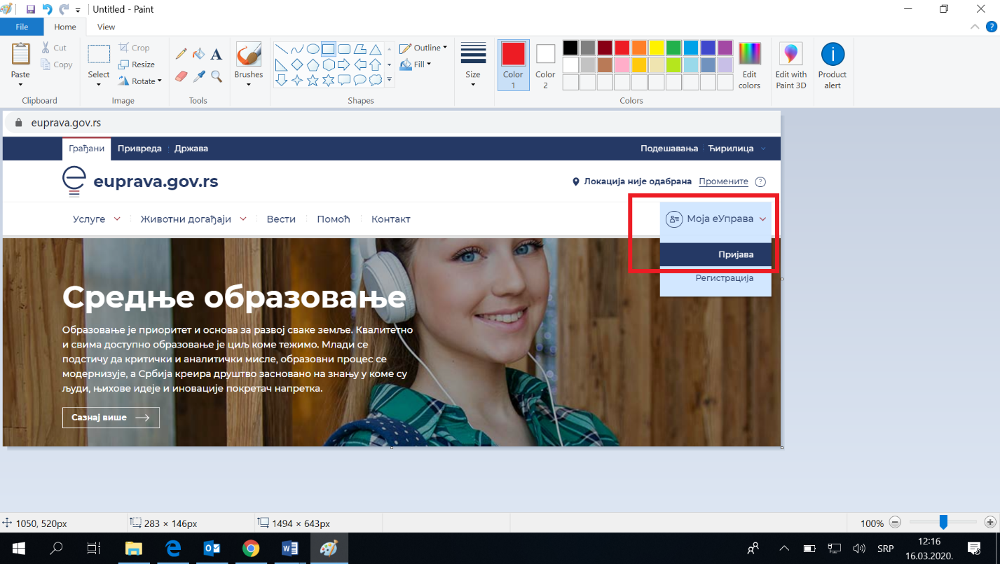 Untitled - Paint
File
Home
View
Paste
Cut
Copy
Clipboard
Select
Crop
Resize
Rotate
Image
A
Tools
Brushes
Outline
Fill
Shapes
Size
Color
1
Color
2
Edit
colors
Colors
Edit with
Paint 3D
Product
alert
euprava.gov.rs
Грађани
Привреда
Држава
Подешавања
Ћирилица
euprava.gov.rs
Локација није одабрана
Промените
?
Услуге
Животни догађаји
Вести
Помоћ
Контакт
Моја еУправа
Пријава
Регистрација
Средње образовање
Образовање је приоритет и основа за развој сваке земље. Квалитетно
и свима доступно образовање је циљ коме тежимо. Млади се
подстичу да критички и аналитички мисле, образовни процес се
модернизује, а Србија креира друштво засновано на знању у коме су
људи, њихове идеје и иновације покретач напретка.
Сазнај више
1050, 520px
283 × 146px
1494 × 643px
100%
SRP
12:16
16.03.2020.